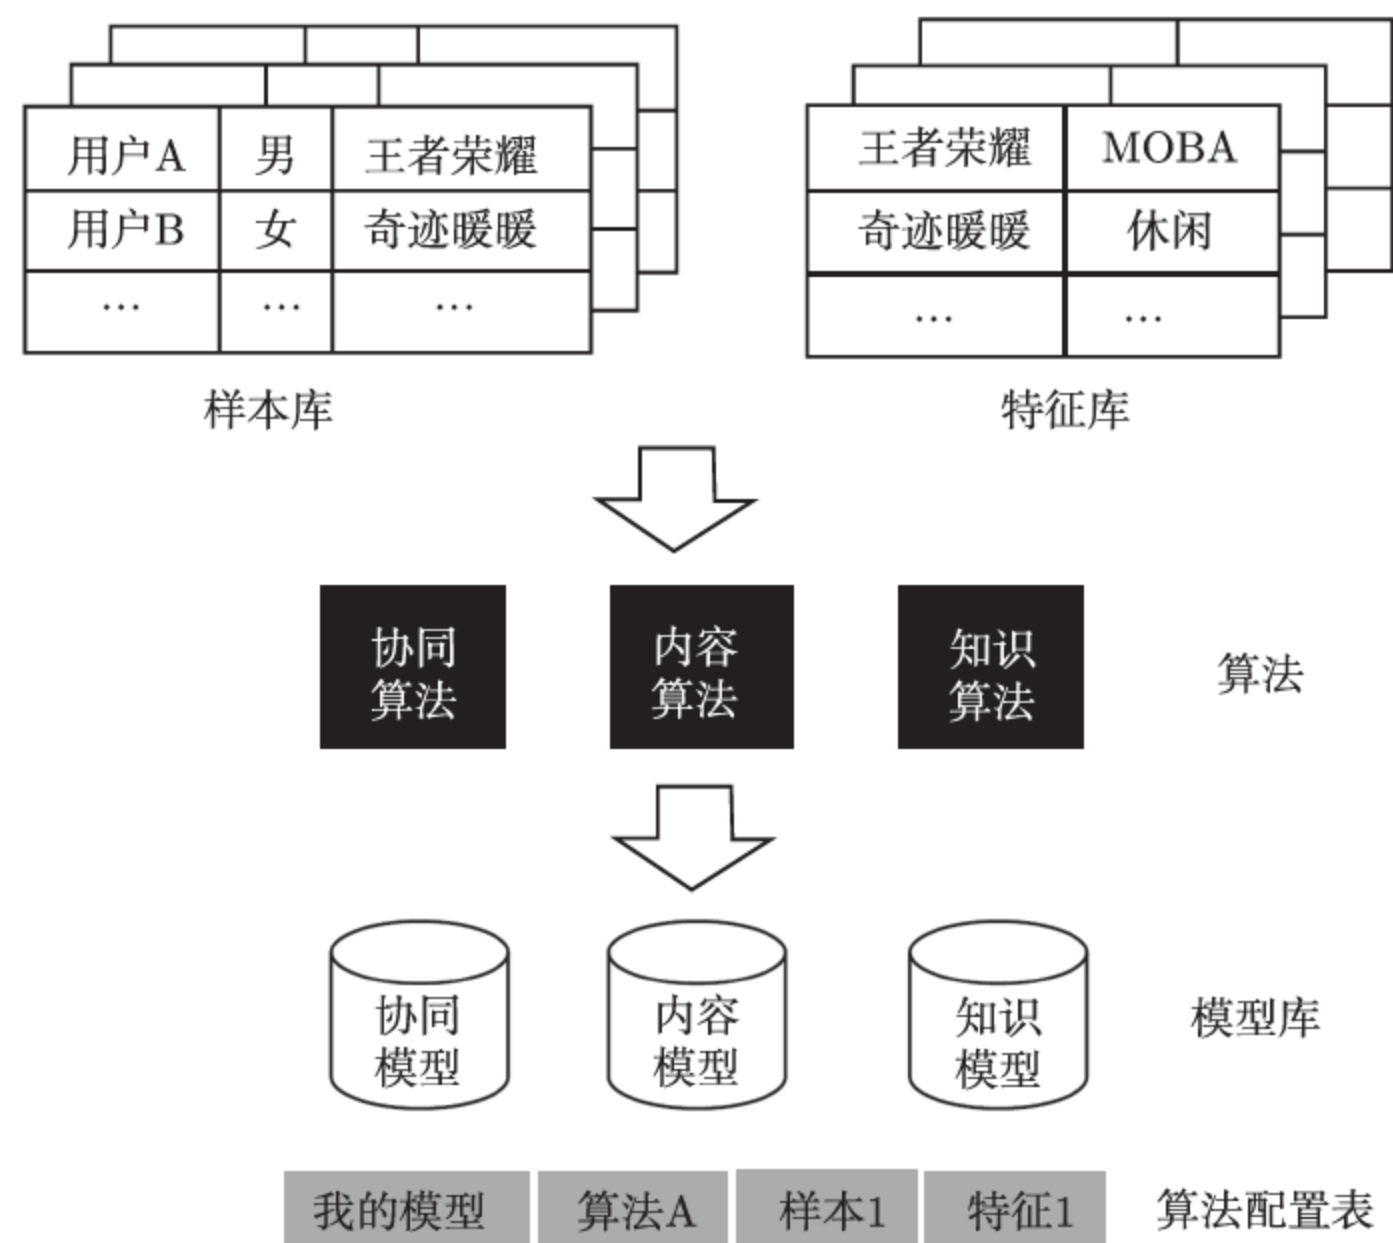 用户A 男 王者荣耀
用户B 女 奇迹暖暖
… … …
王者荣耀 MOBA
奇迹暖暖 休闲
… …
样本库
特征库
协同
算法
内容
算法
知识
算法
算法
协同
模型
内容
模型
知识
模型
模型库
我的模型 算法A 样本1 特征1 算法配置表